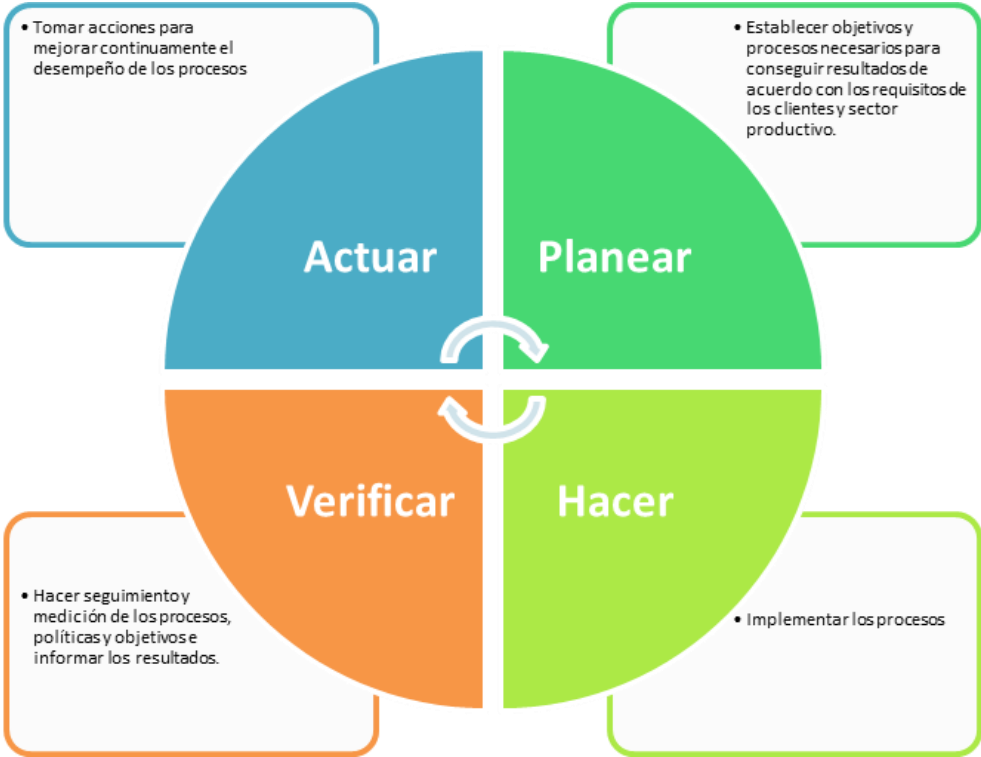 • Tomar acciones para
mejorar continuamente el
desempeño de los procesos
• Establecer objetivos y
procesos necesarios para
conseguir resultados de
acuerdo con los requisitos de
los clientes y sector
productivo.
Actuar
Planear
Verificar
Hacer
• Hacer seguimiento y
medición de los procesos,
políticas y objetivos e
informar los resultados.
• Implementar los procesos